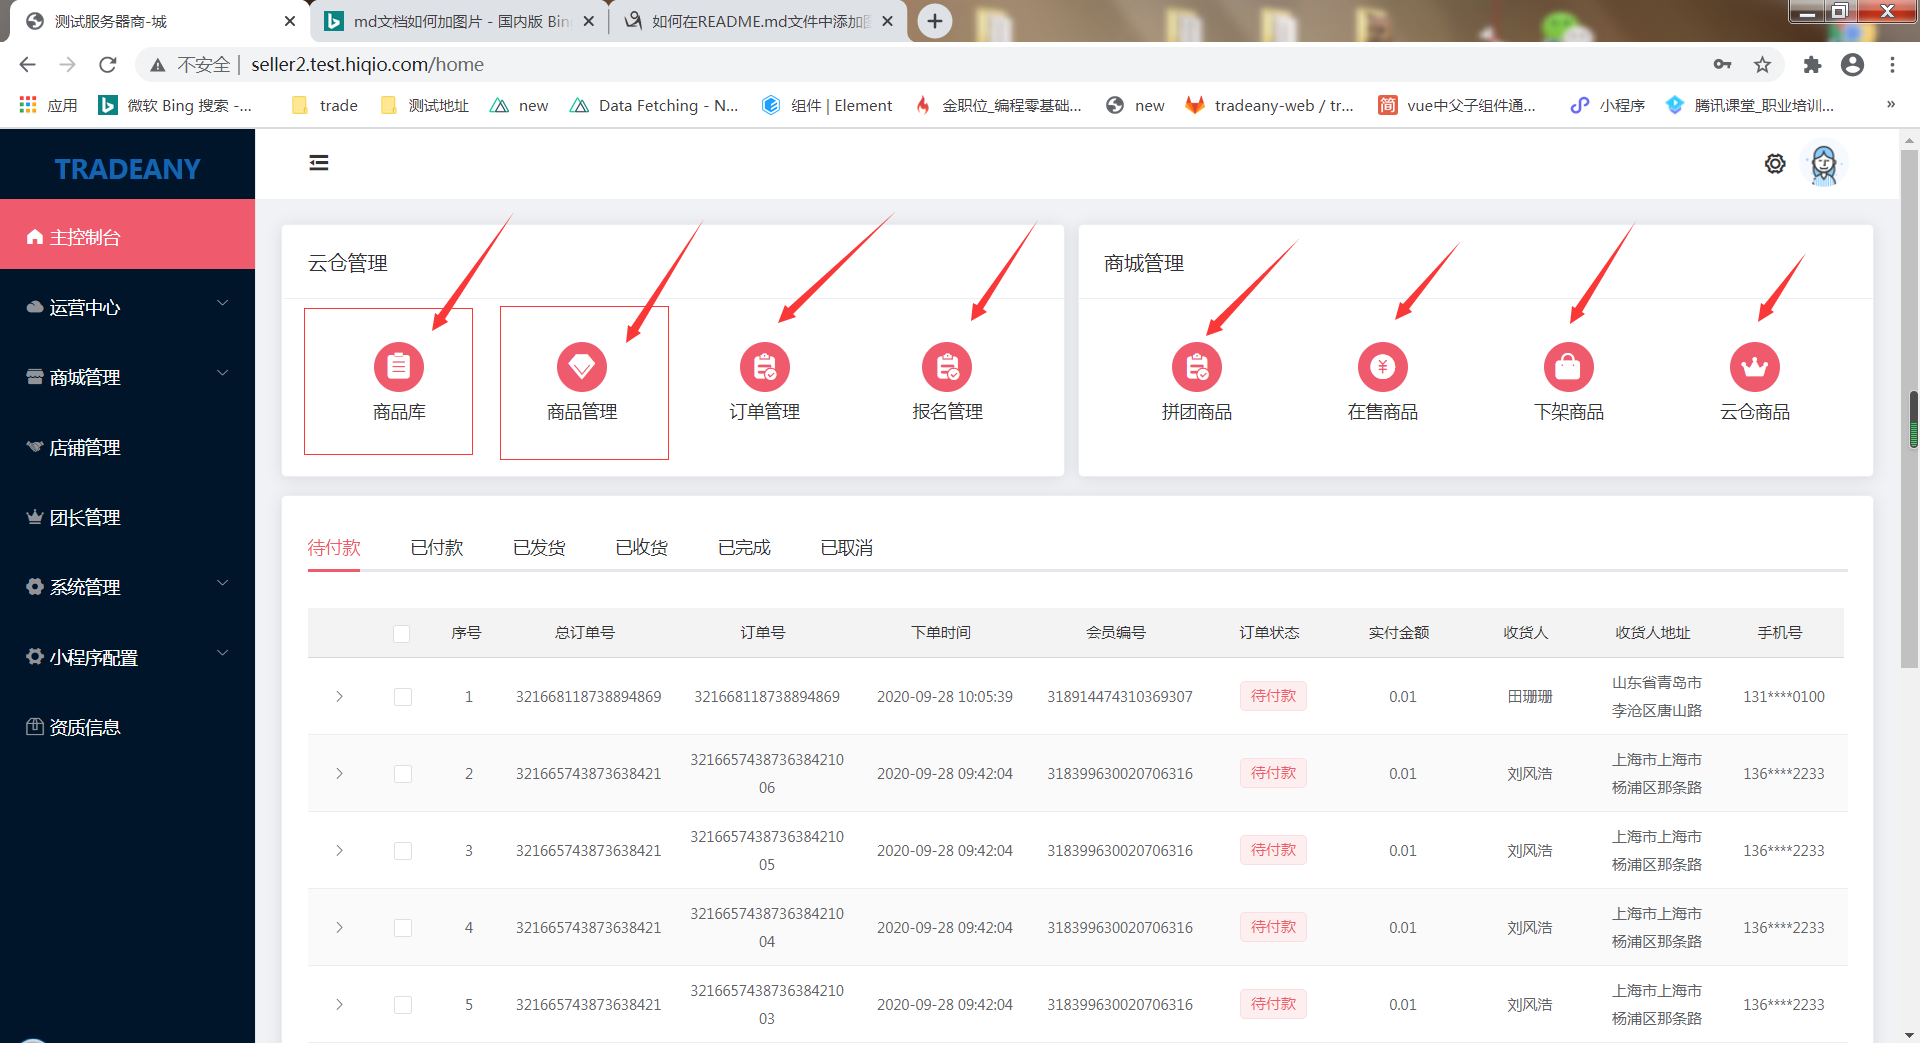 测试服务器商-城
md文档如何加图片 - 国内版 Bin
如何在README.md文件中添加图
不安全 | seller2.test.hiqio.com/home
应用
微软 Bing 搜索 -...
trade
测试地址
new
Data Fetching - N...
组件 | Element
金职位_编程零基础...
new
tradeany-web / tr...
简
vue中父子组件通...
小程序
腾讯课堂_职业培训...
»
TRADEANY
主控制台
运营中心
商城管理
店铺管理
团长管理
系统管理
小程序配置
资质信息
云仓管理
商品库
商品管理
订单管理
报名管理
商城管理
拼团商品
在售商品
下架商品
云仓商品
待付款 已付款 已发货 已收货 已完成 已取消
序号 总订单号 订单号 下单时间 会员编号 订单状态 实付金额 收货人 收货人地址 手机号
1 321668118738894869 321668118738894869 2020-09-28 10:05:39 318914474310369307 待付款 0.01 田珊珊 山东省青岛市
李沧区唐山路 131****0100
2 321665743873638421 3216657438736384210
06 2020-09-28 09:42:04 318399630020706316 待付款 0.01 刘风浩 上海市上海市
杨浦区那条路 136****2233
3 321665743873638421 3216657438736384210
05 2020-09-28 09:42:04 318399630020706316 待付款 0.01 刘风浩 上海市上海市
杨浦区那条路 136****2233
4 321665743873638421 3216657438736384210
04 2020-09-28 09:42:04 318399630020706316 待付款 0.01 刘风浩 上海市上海市
杨浦区那条路 136****2233
5 321665743873638421 3216657438736384210
03 2020-09-28 09:42:04 318399630020706316 待付款 0.01 刘风浩 上海市上海市
杨浦区那条路 136****2233